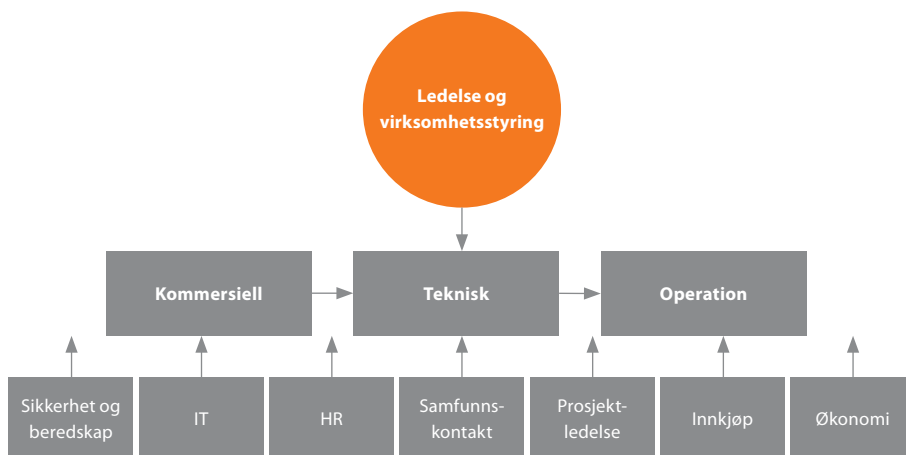 Ledelse og
virksomhetsstyring
Kommersiell
Teknisk
Operation
Sikkerhet og
beredskap
IT
HR
Samfunns-
kontakt
Prosjekt-
ledelse
Innkjøp
Økonomi